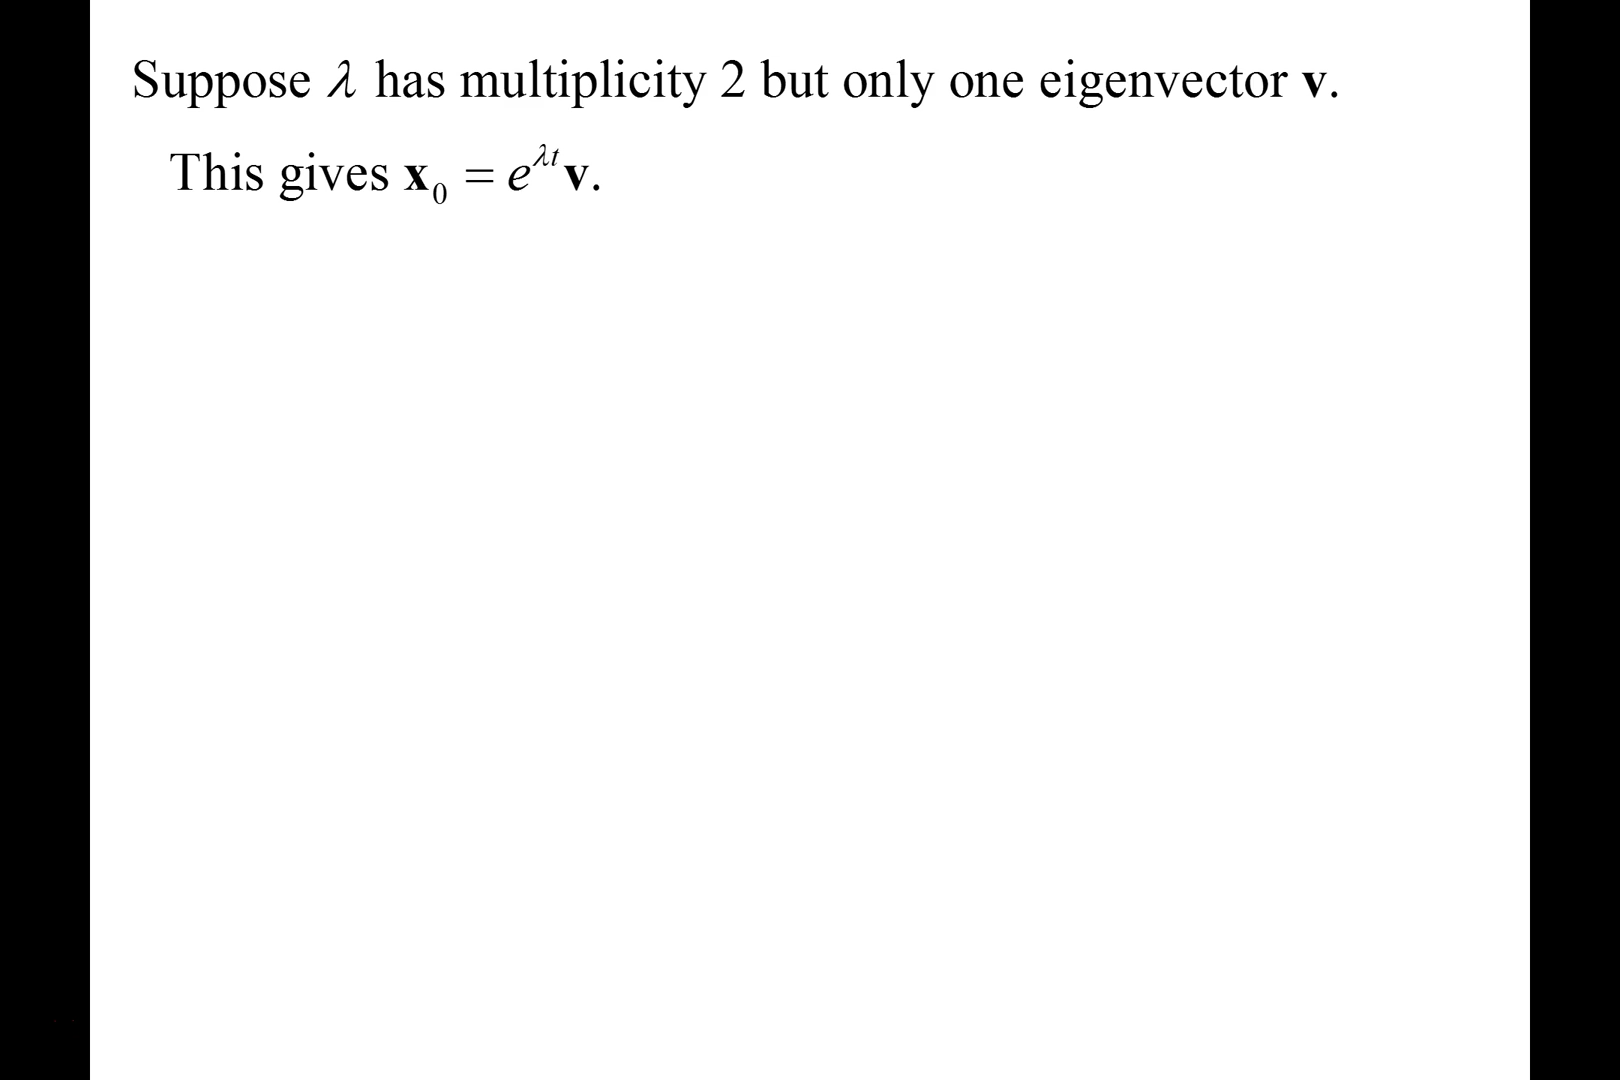 Suppose λ has multiplicity 2 but only one eigenvector v.
This gives x₀ = e^{λt}v.